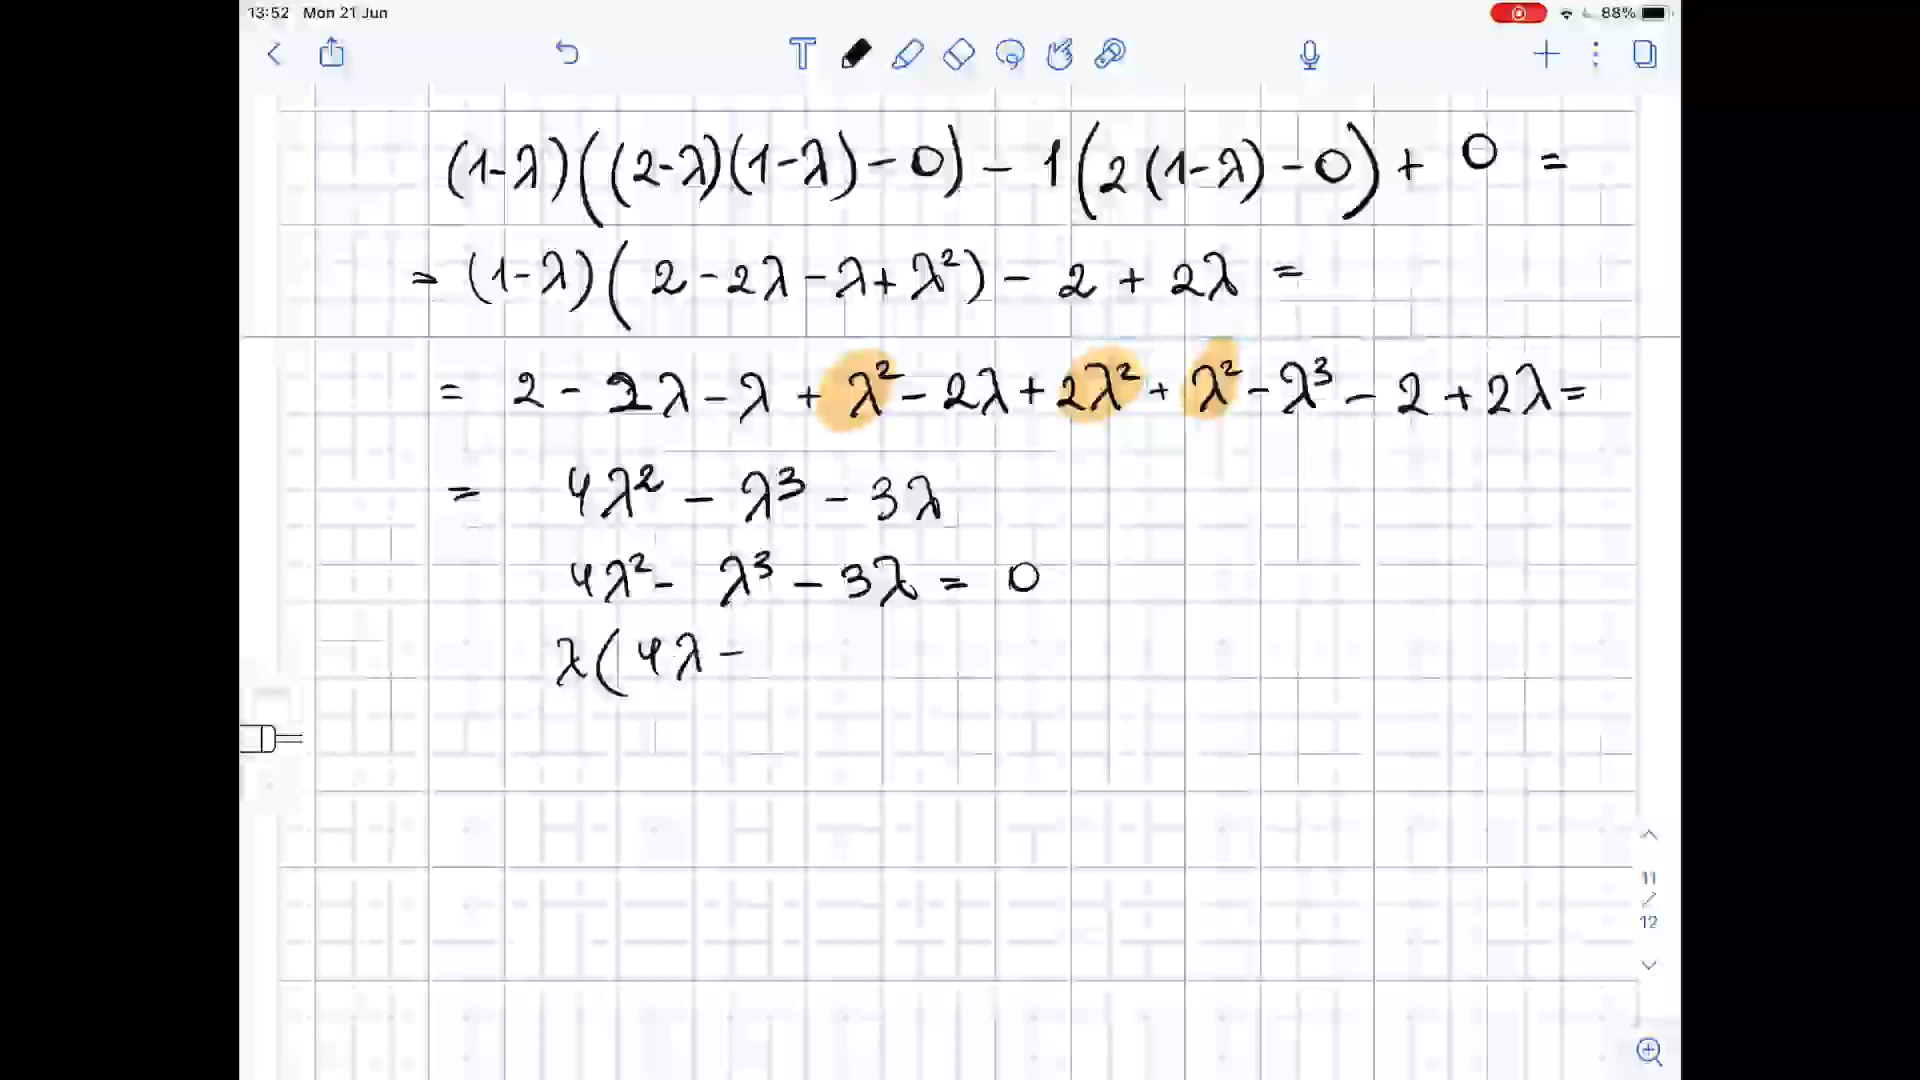 13:52 Mon 21 Jun 88%
T
(1-λ)((2-λ)(1-λ)-0) - 1(2(1-λ)-0) + 0 =
= (1-λ)(2-2λ-λ+λ²) - 2 + 2λ =
= 2 - 2λ - λ + λ² - 2λ + 2λ² + λ² - λ³ - 2 + 2λ =
= 4λ² - λ³ - 3λ
4λ² - λ³ - 3λ = 0
λ(4λ -
11
/
12